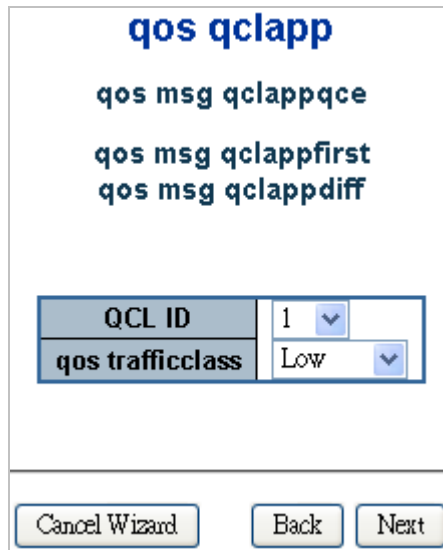 qos qclapp
qos msg qclappqce
qos msg qclappfirst
qos msg qclappdiff
QCL ID 1
qos trafficclass Low
Cancel Wizard Back Next